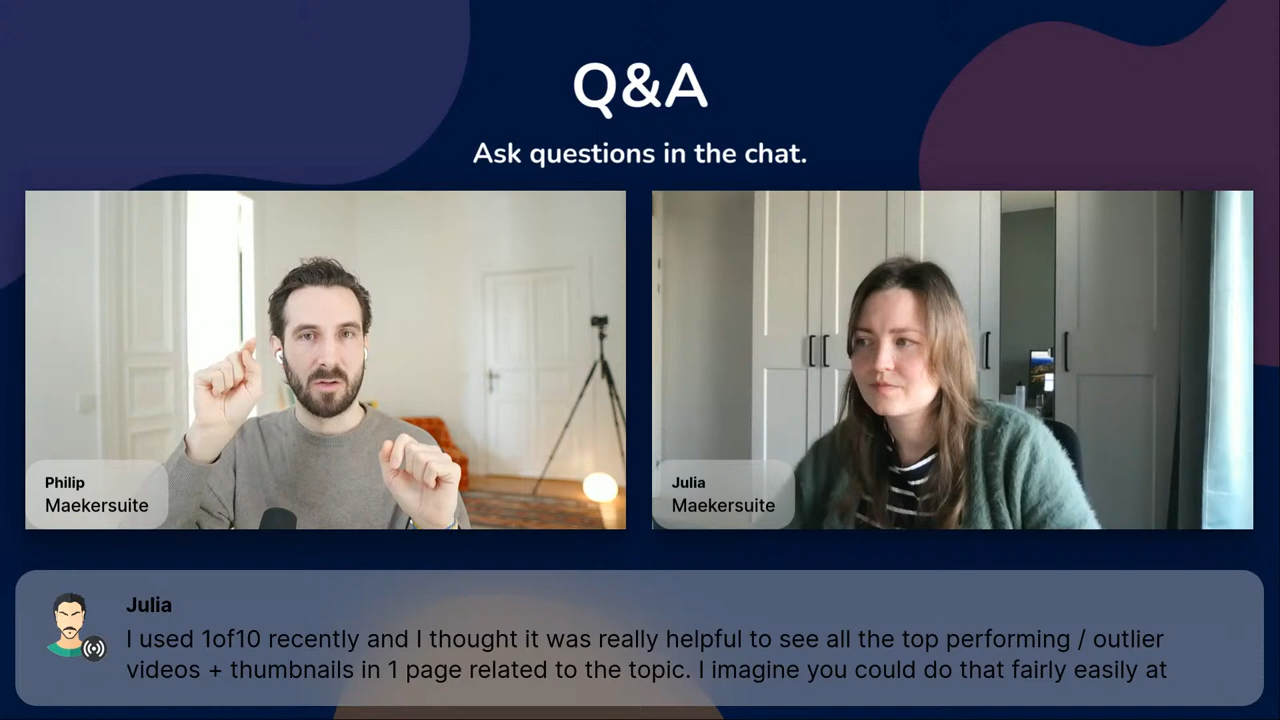 Q&A
Ask questions in the chat.
Philip
Maekersuite
Julia
Maekersuite
Julia
I used 1of10 recently and I thought it was really helpful to see all the top performing / outlier
videos + thumbnails in 1 page related to the topic. I imagine you could do that fairly easily at